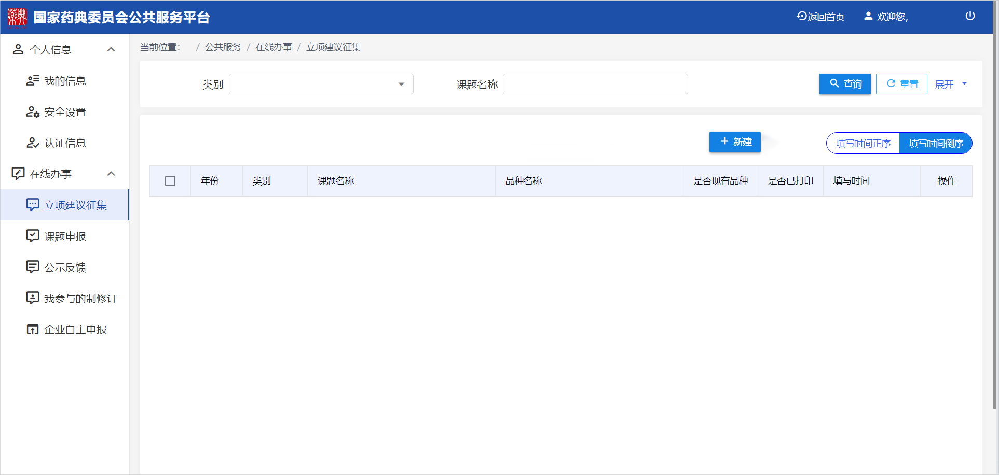 藥典 国家药典委员会公共服务平台 返回首页 欢迎您,
个人信息
我的信息
安全设置
认证信息
在线办事
立项建议征集
课题申报
公示反馈
我参与的制修订
企业自主申报
当前位置： / 公共服务 / 在线办事 / 立项建议征集
类别 课题名称 查询 重置 展开
+ 新建 填写时间正序 填写时间倒序
年份 类别 课题名称 品种名称 是否现有品种 是否已打印 填写时间 操作